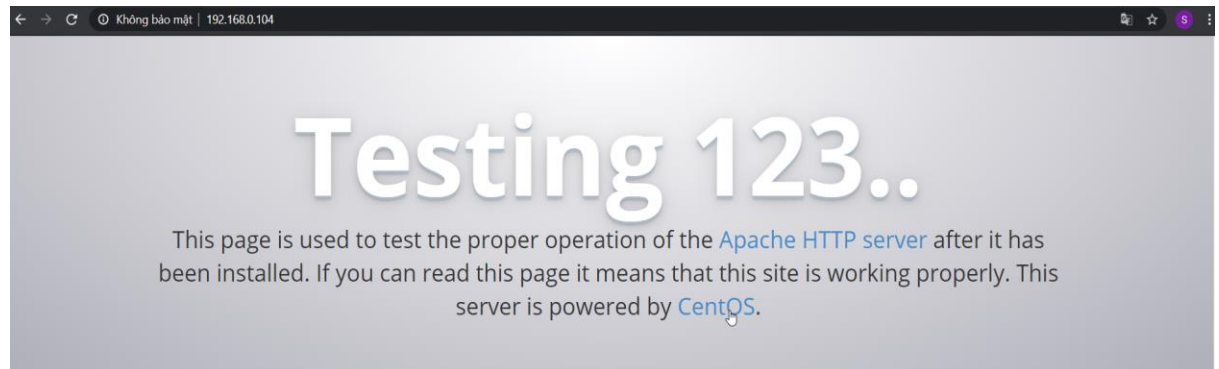 Không bảo mật | 192.168.0.104
S
Testing 123..
This page is used to test the proper operation of the Apache HTTP server after it has
been installed. If you can read this page it means that this site is working properly. This
server is powered by CentOS.